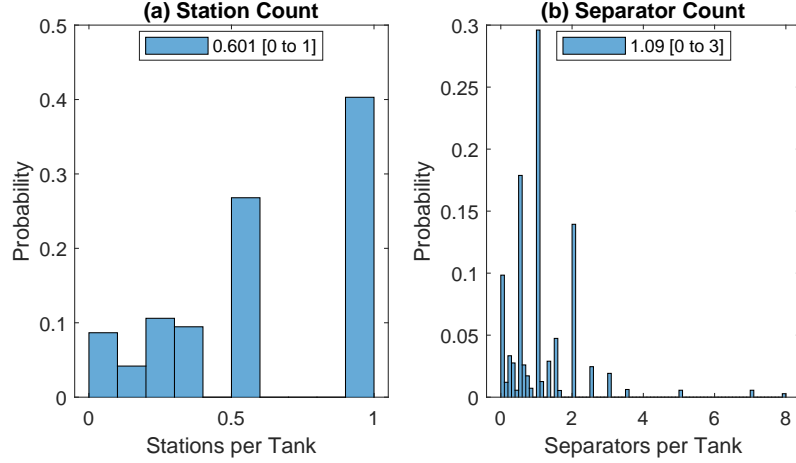 (a) Station Count
0.601 [0 to 1]
0.5
0.4
0.3
0.2
0.1
0
Probability
0
0.5
1
Stations per Tank
(b) Separator Count
1.09 [0 to 3]
0.3
0.25
0.2
0.15
0.1
0.05
0
Probability
0
2
4
6
8
Separators per Tank